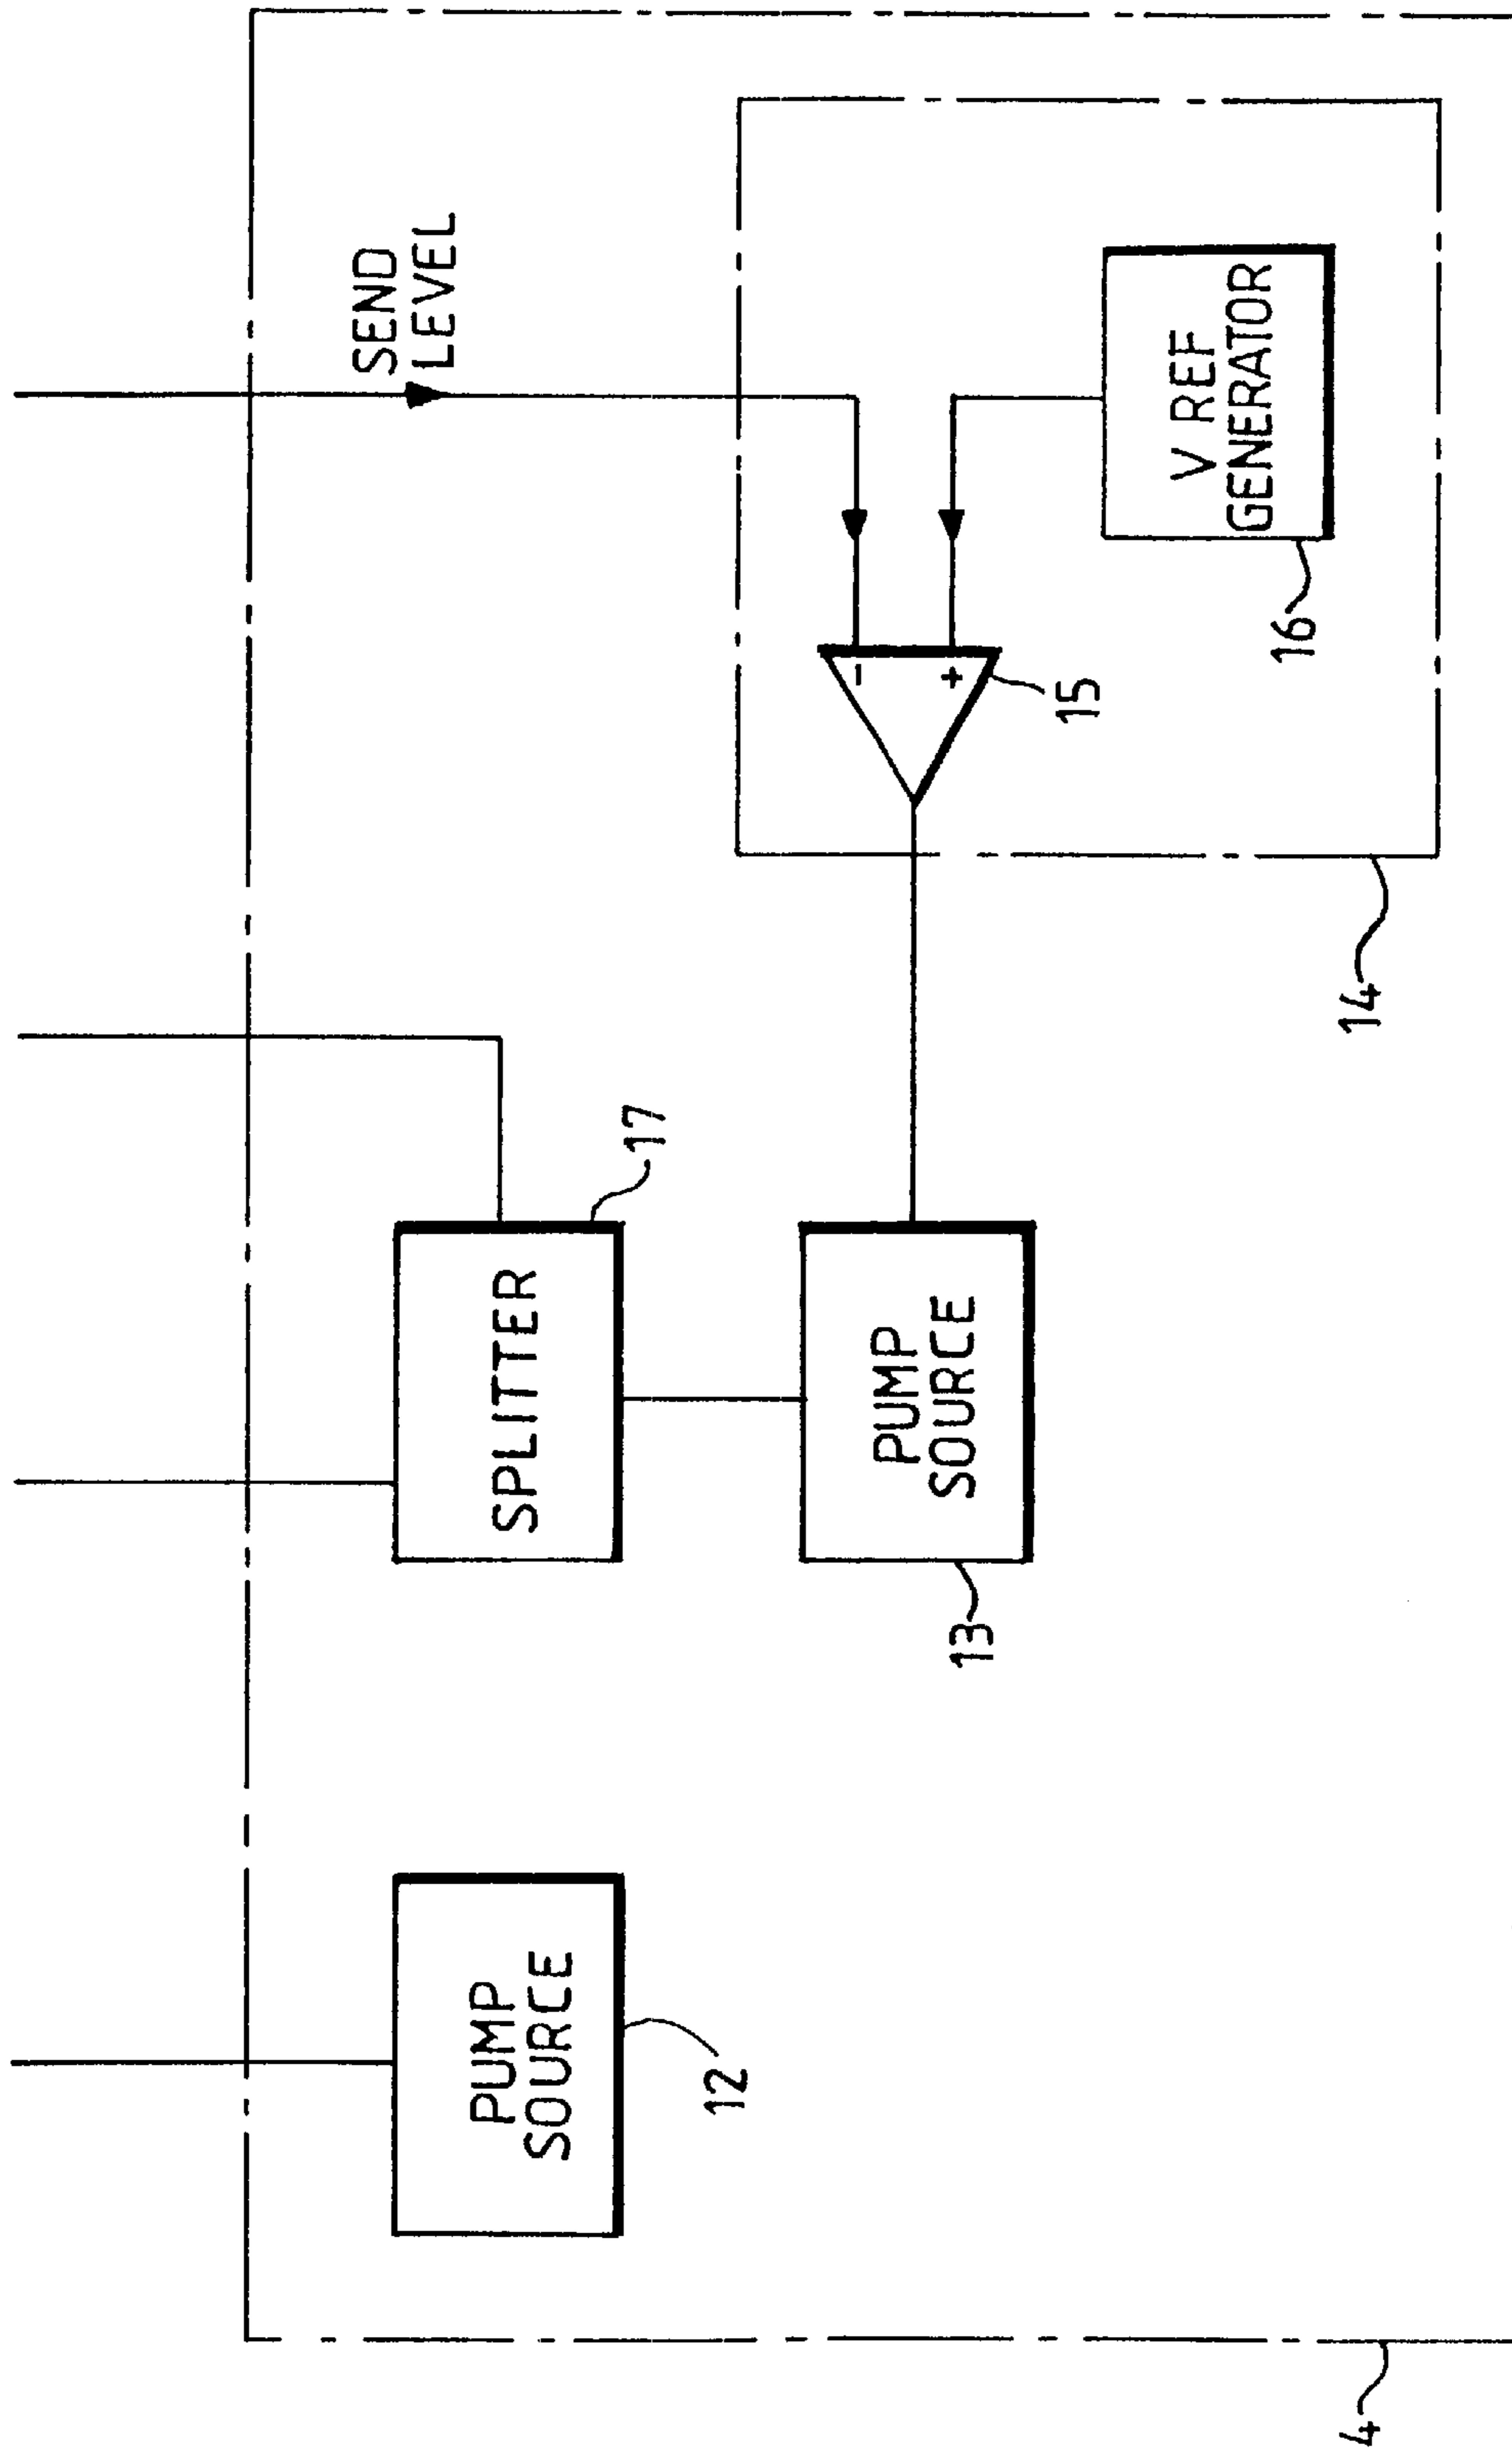 SEND
LEVEL
V REF
GENERATOR
16
-
+
15
14
SPLITTER
17
PUMP
SOURCE
13
PUMP
SOURCE
12
4